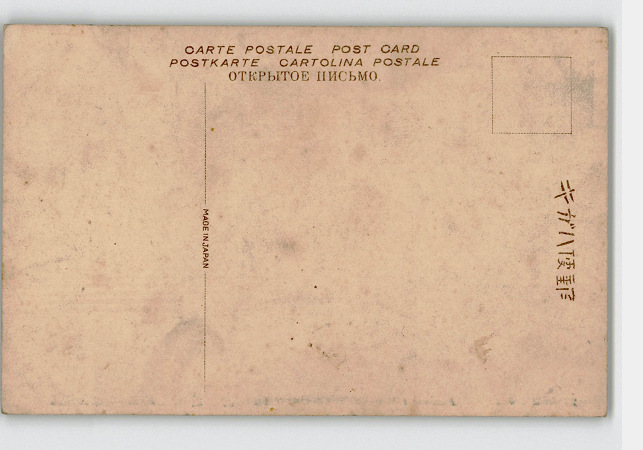 CARTE POSTALE POST CARD
POSTKARTE CARTOLINA POSTALE
ОТКРЫТОЕ ПИСЬМО.
MADE IN JAPAN
郵便ハガキ